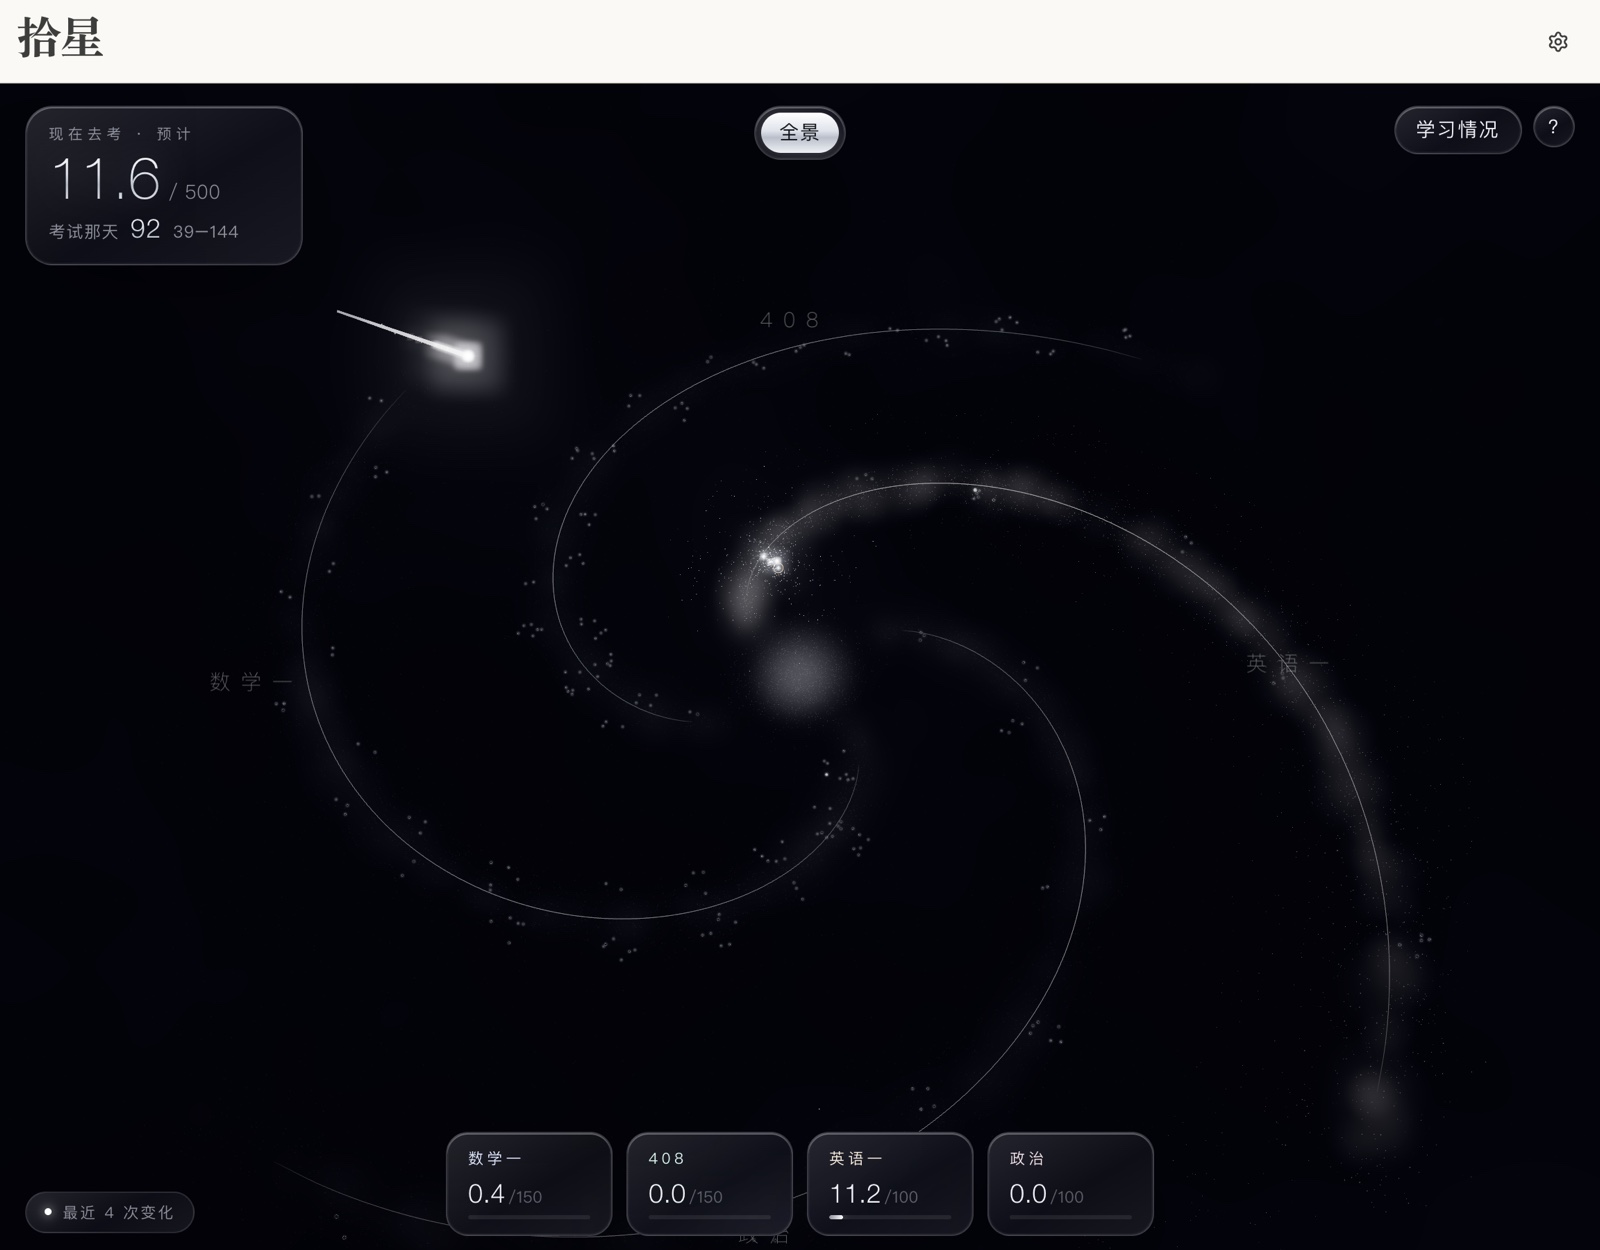 拾星
现在去考 · 预计
11.6 / 500
考试那天 92 39–144
全景
学习情况
?
408
数学一
英语一
数学一
0.4 /150
408
0.0 /150
英语一
11.2 /100
政治
0.0 /100
最近 4 次变化
政治